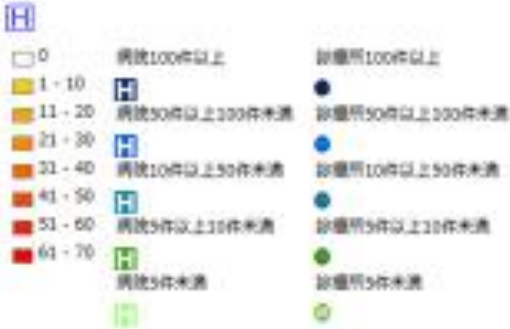 H
0
1 - 10
11 - 20
21 - 30
31 - 40
41 - 50
51 - 60
61 - 70
病院100件以上
H
病院50件以上100件未満
H
病院10件以上50件未満
H
病院5件以上10件未満
H
病院5件未満
H
診療所100件以上
診療所50件以上100件未満
診療所10件以上50件未満
診療所5件以上10件未満
診療所5件未満